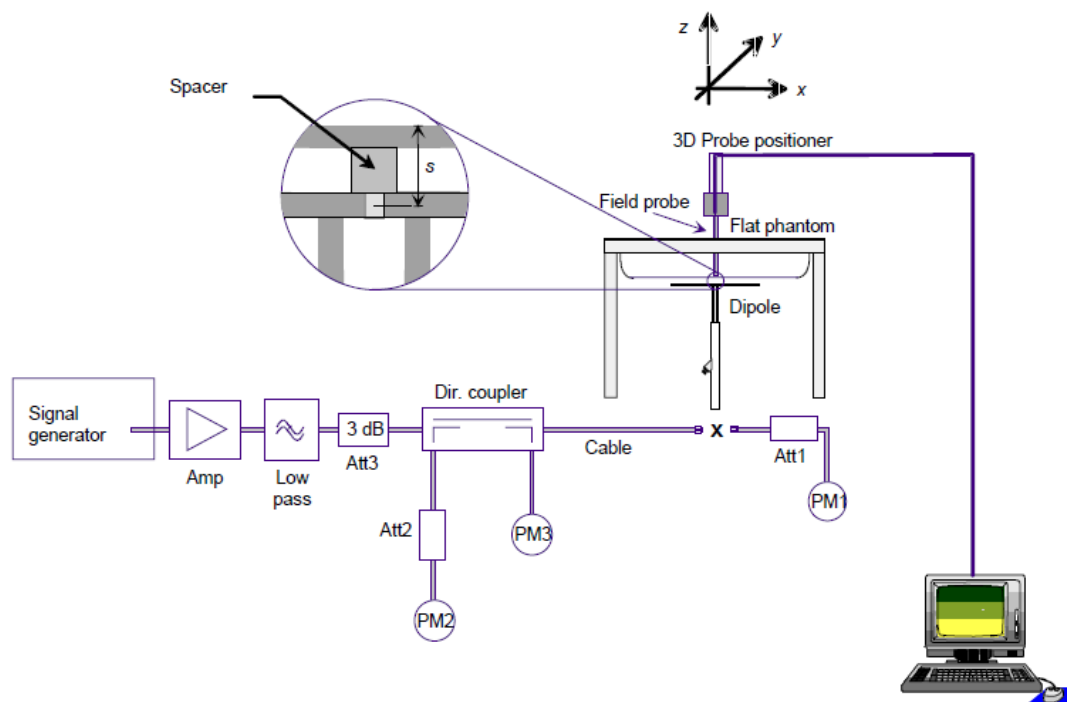 z
y
x
Spacer
s
3D Probe positioner
Field probe
Flat phantom
Dipole
Signal
generator
Amp
Low
pass
3 dB
Att3
Dir. coupler
Cable
X
Att1
PM1
Att2
PM3
PM2